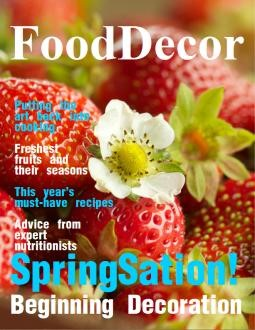 FoodDecor
Putting the
art back into
cooking
Freshest
fruits and
their seasons
This year's
must-have recipes
Advice from
expert
nutritionists
SpringSation!
Beginning Decoration